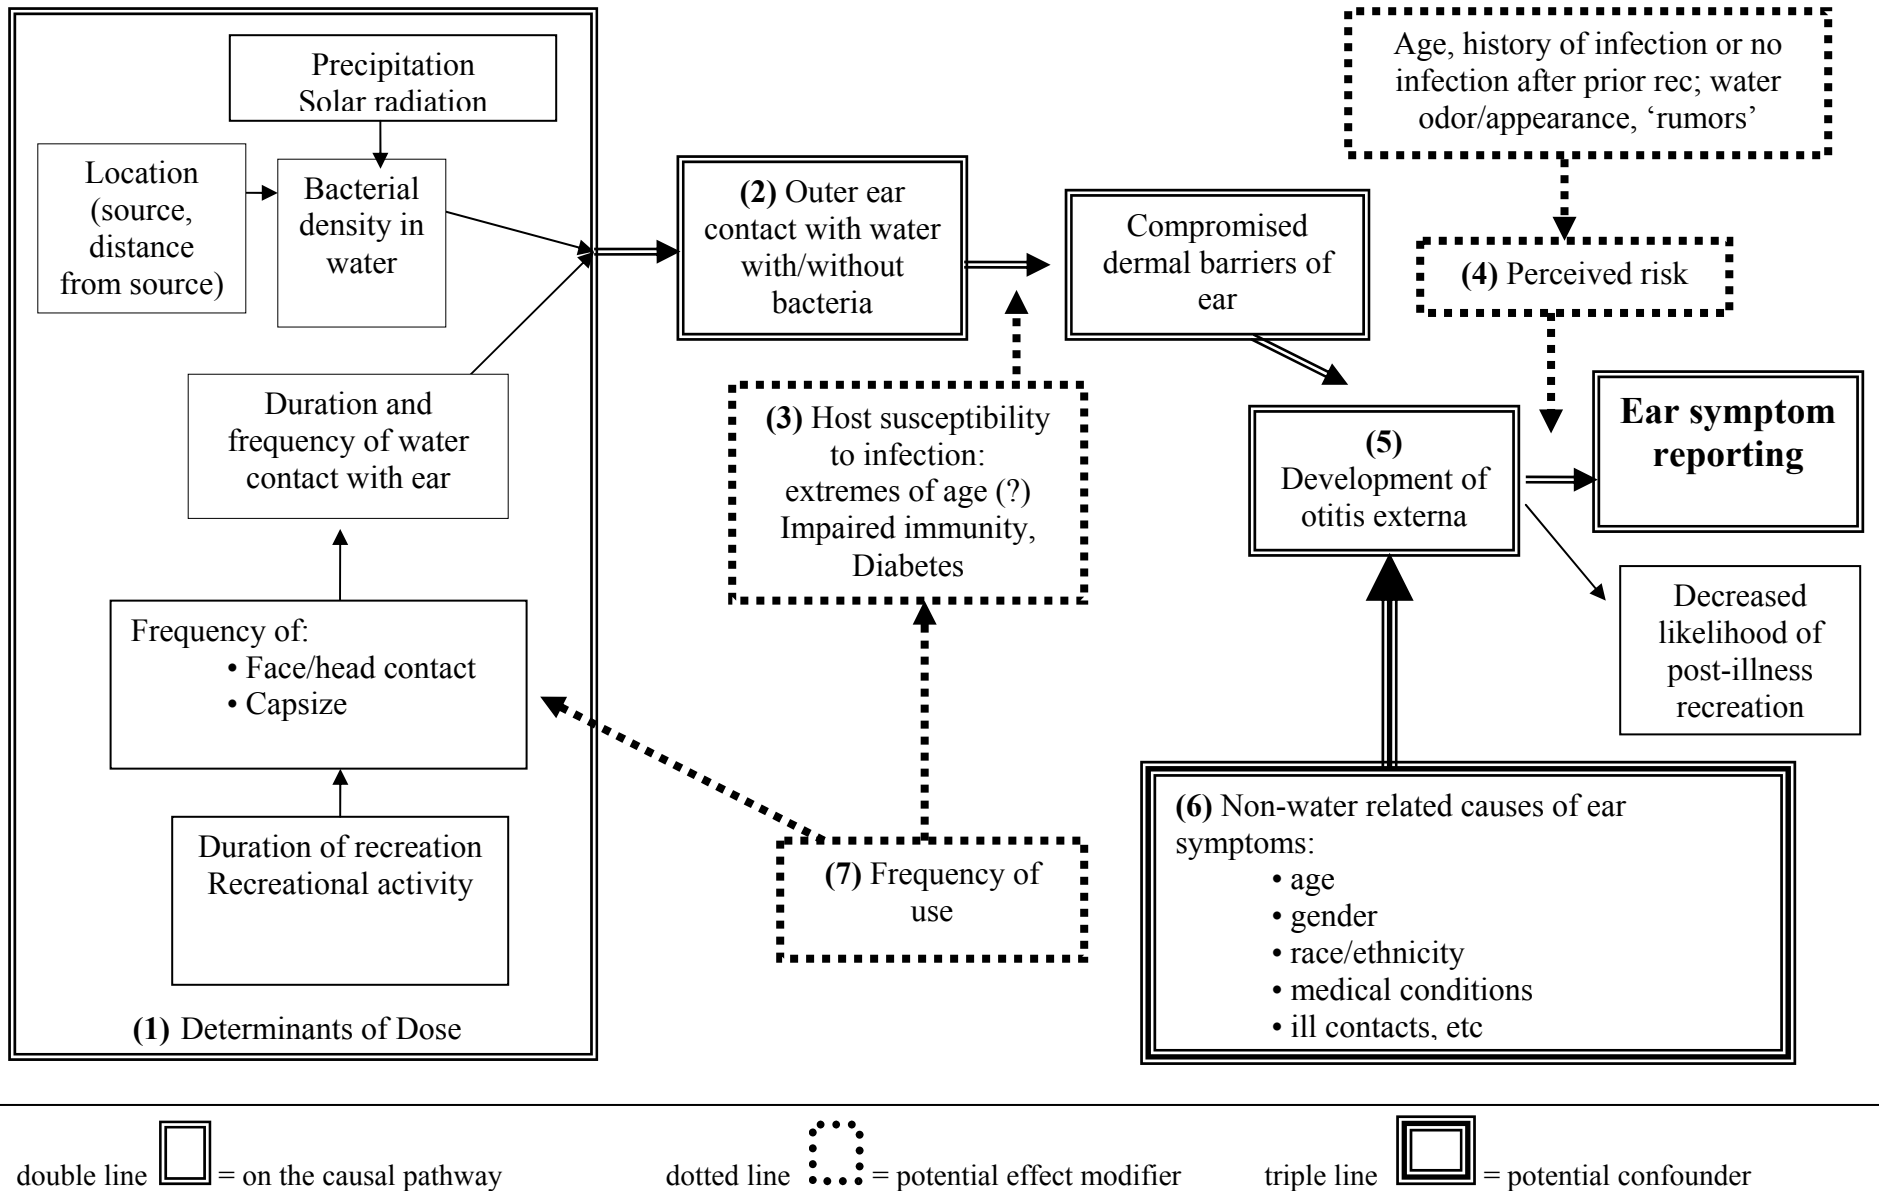 Precipitation
Solar radiation
Location
(source,
distance
from source)
Bacterial
density in
water
Duration and
frequency of water
contact with ear
Frequency of:
• Face/head contact
• Capsize
Duration of recreation
Recreational activity
(1) Determinants of Dose
(2) Outer ear
contact with water
with/without
bacteria
(3) Host susceptibility
to infection:
extremes of age (?)
Impaired immunity,
Diabetes
(7) Frequency of
use
Compromised
dermal barriers of
ear
Age, history of infection or no
infection after prior rec; water
odor/appearance, ‘rumors’
(4) Perceived risk
(5)
Development of
otitis externa
Ear symptom
reporting
Decreased
likelihood of
post-illness
recreation
(6) Non-water related causes of ear
symptoms:
• age
• gender
• race/ethnicity
• medical conditions
• ill contacts, etc
double line = on the causal pathway
dotted line = potential effect modifier
triple line = potential confounder